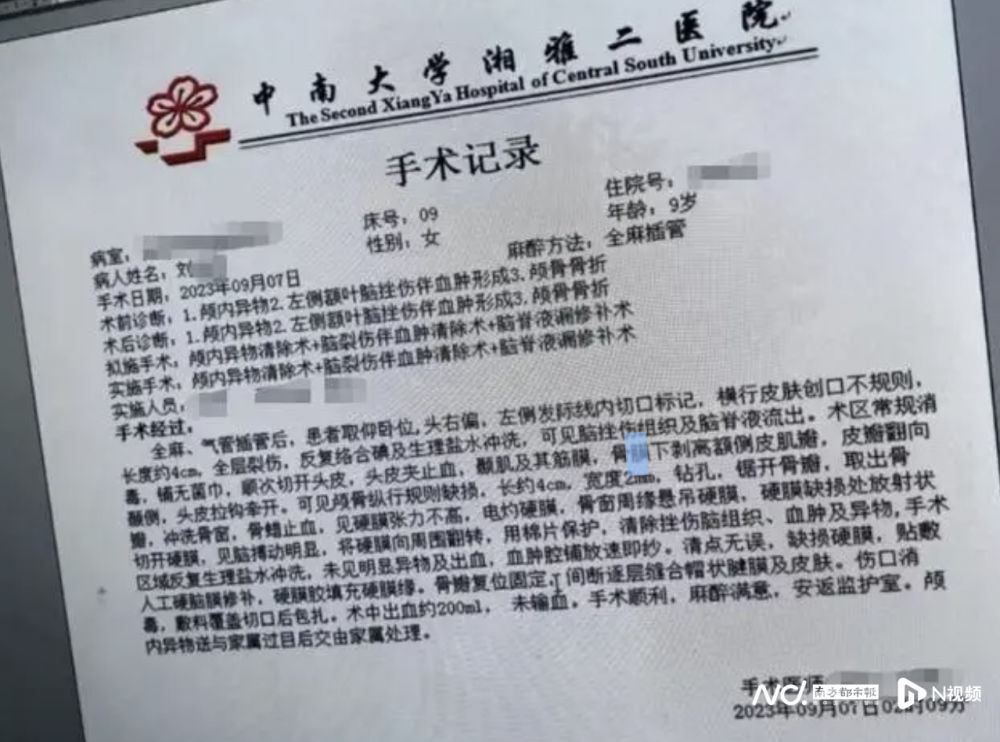 中南大学湘雅二医院
The Second XiangYa Hospital of Central South University
手术记录
病室:
床号: 09
住院号:
病人姓名: 刘
性别: 女
年龄: 9岁
手术日期: 2023年09月07日
麻醉方法: 全麻插管
术前诊断: 1.颅内异物2.左侧额叶脑挫伤伴血肿形成3.颅骨骨折
术后诊断: 1.颅内异物2.左侧额叶脑挫伤伴血肿形成3.颅骨骨折
拟施手术: 颅内异物清除术+脑裂伤伴血肿清除术+脑脊液漏修补术
实施手术: 颅内异物清除术+脑裂伤伴血肿清除术+脑脊液漏修补术
实施人员:
手术经过:
全麻、气管插管后, 患者取仰卧位, 头右偏, 左侧发际线内切口标记, 横行皮肤创口不规则,
长度约4cm, 全层裂伤, 反复络合碘及生理盐水冲洗, 可见脑挫伤组织及脑脊液流出。术区常规消
毒, 铺无菌巾, 顺次切开头皮, 头皮夹止血, 颞肌及其筋膜, 骨膜下剥离额侧皮肌瓣, 皮瓣翻向
颞侧, 头皮拉钩牵开。可见颅骨纵行规则缺损, 长约4cm, 宽度2mm, 钻孔, 锯开骨瓣, 取出骨
瓣, 冲洗骨窗, 骨蜡止血, 见硬膜张力不高, 电灼硬膜, 骨窗周缘悬吊硬膜, 硬膜缺损处放射状
切开硬膜, 见脑搏动明显, 将硬膜向周围翻转, 用棉片保护, 清除挫伤脑组织、血肿及异物, 手术
区域反复生理盐水冲洗, 未见明显异物及出血, 血肿腔铺放速即纱。清点无误, 缺损硬膜, 贴敷
人工硬脑膜修补, 硬膜胶填充硬膜缘。骨瓣复位固定, 间断逐层缝合帽状腱膜及皮肤。伤口消
毒, 敷料覆盖切口后包扎。术中出血约200ml, 未输血, 手术顺利, 麻醉满意, 安返监护室。颅
内异物送与家属过目后交由家属处理。
手术医师
2023年09月07日02时09分
N! 南方都市报 N视频